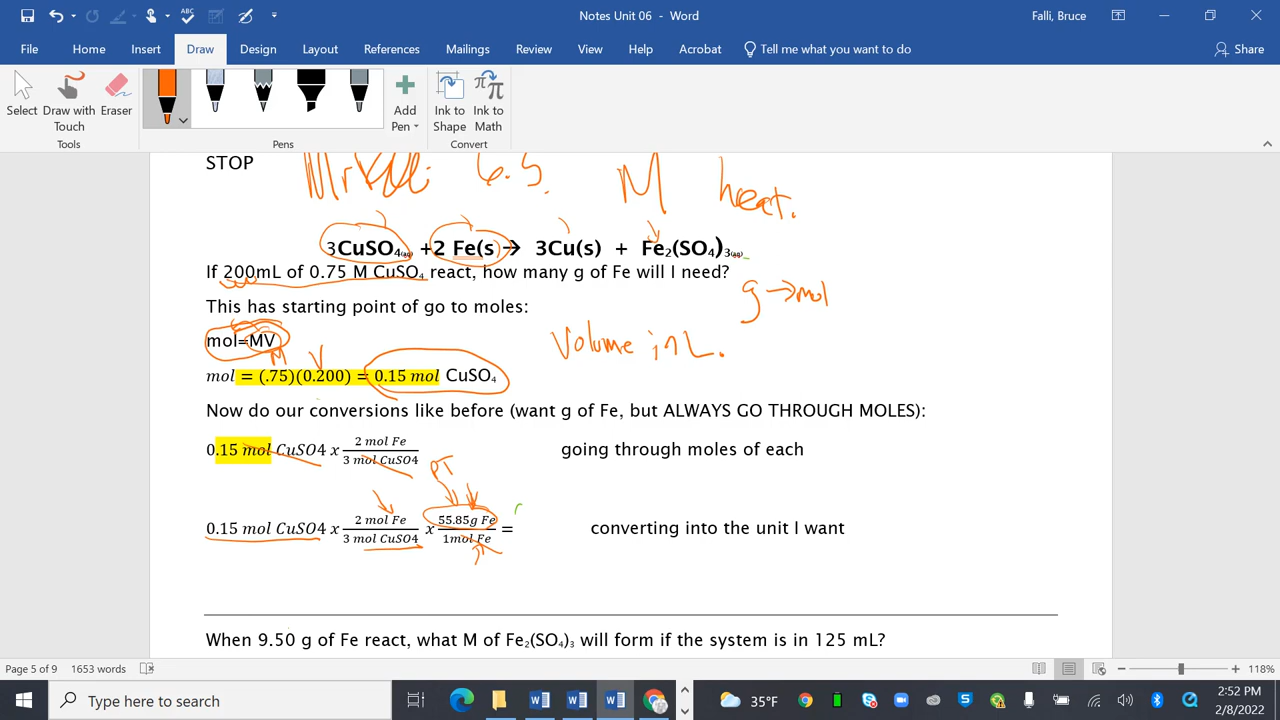 Notes Unit 06 - Word
Falli, Bruce
File Home Insert Draw Design Layout References Mailings Review View Help Acrobat Tell me what you want to do Share
Select Draw with Touch Eraser Add Pen Ink to Shape Ink to Math
Tools Pens Convert
STOP
6.5. M heat.
3CuSO4(aq) +2 Fe(s) → 3Cu(s) + Fe2(SO4)3(aq)
If 200mL of 0.75 M CuSO4 react, how many g of Fe will I need?
g → mol
This has starting point of go to moles:
mol=MV
Volume in L.
M V
mol = (.75)(0.200) = 0.15 mol CuSO4
Now do our conversions like before (want g of Fe, but ALWAYS GO THROUGH MOLES):
0.15 mol CuSO4 x 2 mol Fe / 3 mol CuSO4 going through moles of each
PT
0.15 mol CuSO4 x 2 mol Fe / 3 mol CuSO4 x 55.85g Fe / 1mol Fe = converting into the unit I want
When 9.50 g of Fe react, what M of Fe2(SO4)3 will form if the system is in 125 mL?
Page 5 of 9 1653 words 118%
Type here to search 35°F 2:52 PM
2/8/2022